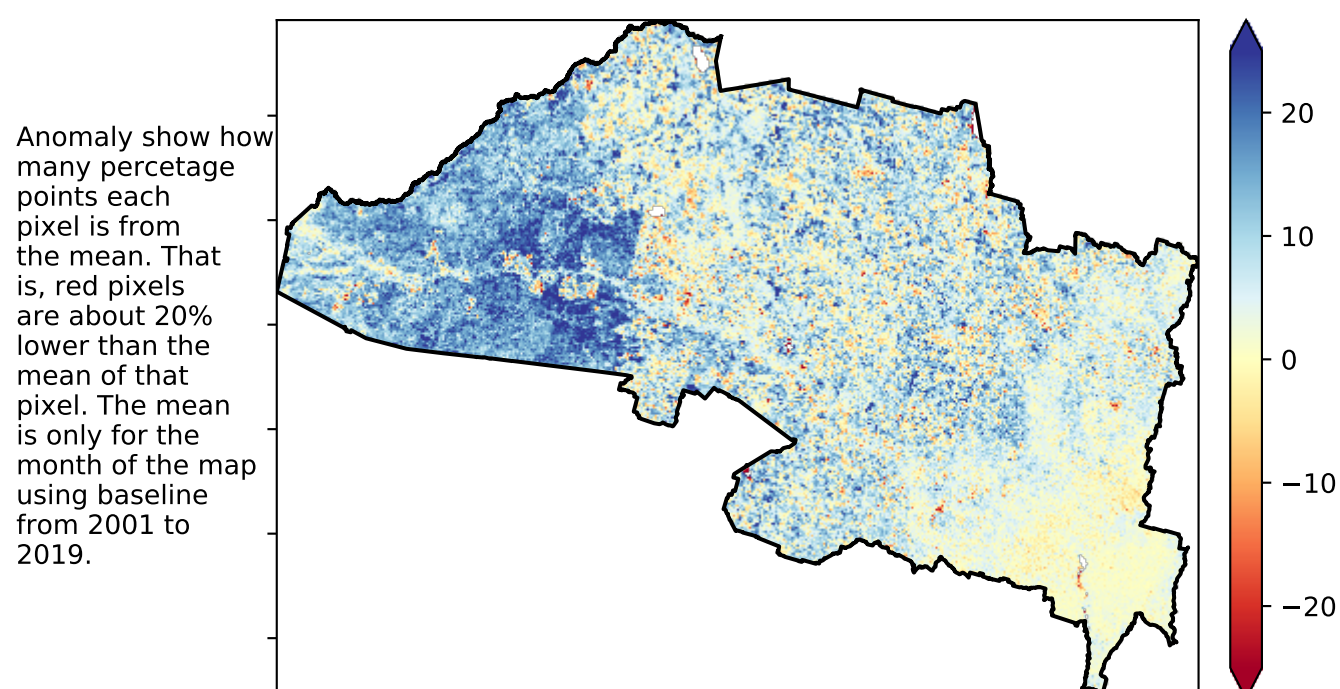 Anomaly show how
many percetage
points each
pixel is from
the mean. That
is, red pixels
are about 20%
lower than the
mean of that
pixel. The mean
is only for the
month of the map
using baseline
from 2001 to
2019.
20
10
0
−10
−20